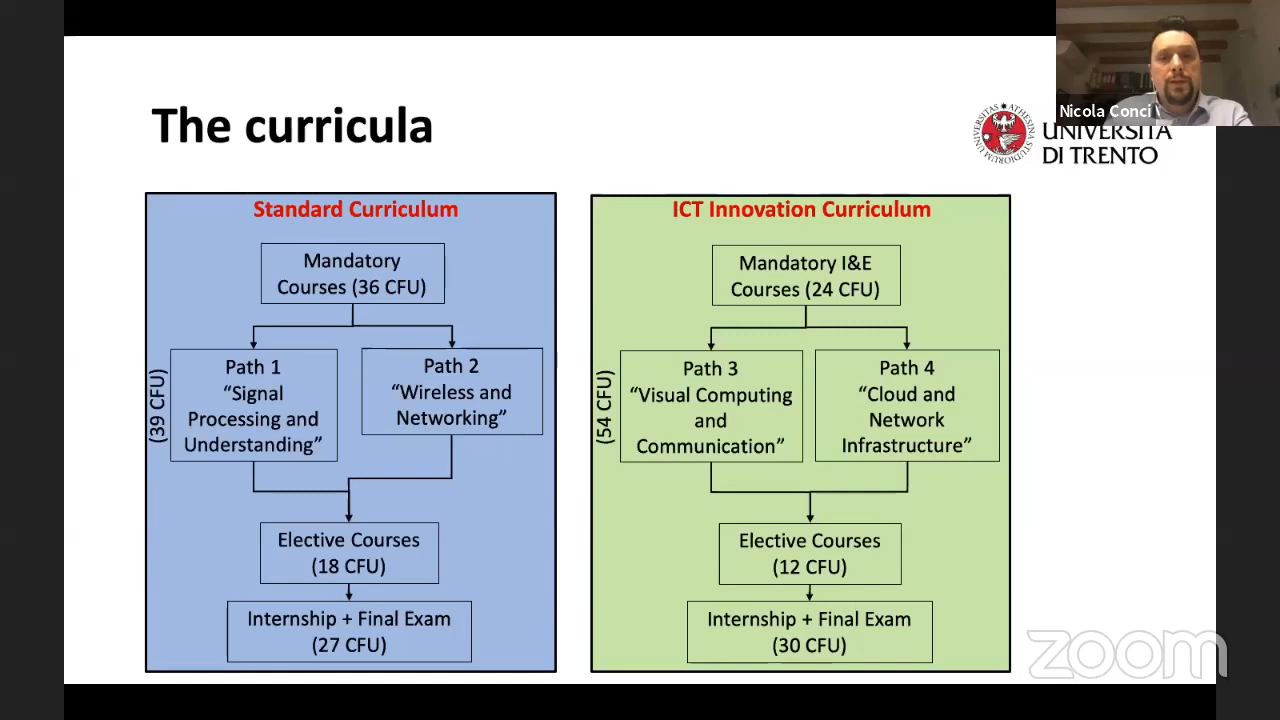 The curricula
Nicola Conci
UNIVERSITÀ
DI TRENTO
Standard Curriculum
Mandatory
Courses (36 CFU)
(39 CFU)
Path 1
“Signal
Processing and
Understanding”
Path 2
“Wireless and
Networking”
Elective Courses
(18 CFU)
Internship + Final Exam
(27 CFU)
ICT Innovation Curriculum
Mandatory I&E
Courses (24 CFU)
(54 CFU)
Path 3
“Visual Computing
and
Communication”
Path 4
“Cloud and
Network
Infrastructure”
Elective Courses
(12 CFU)
Internship + Final Exam
(30 CFU)
zoom